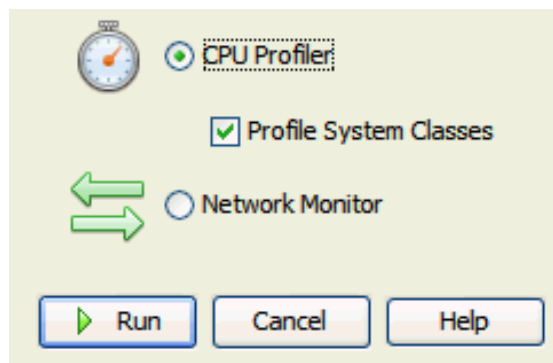 CPU Profiler
Profile System Classes
Network Monitor
Run Cancel Help